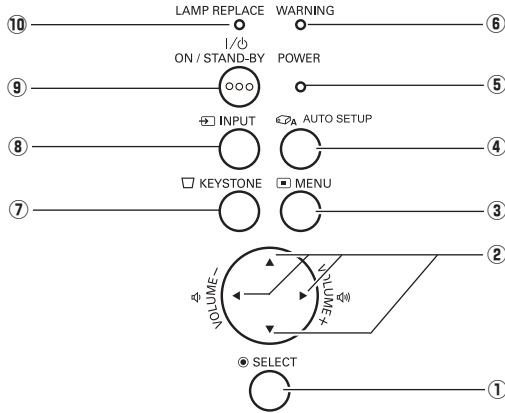 LAMP REPLACE WARNING
⑩ ⑥
ON / STAND-BY POWER
⑨ ⑤
INPUT A AUTO SETUP
⑧ ④
KEYSTONE MENU
⑦ ③
②
VOLUME− VOLUME+
SELECT
①